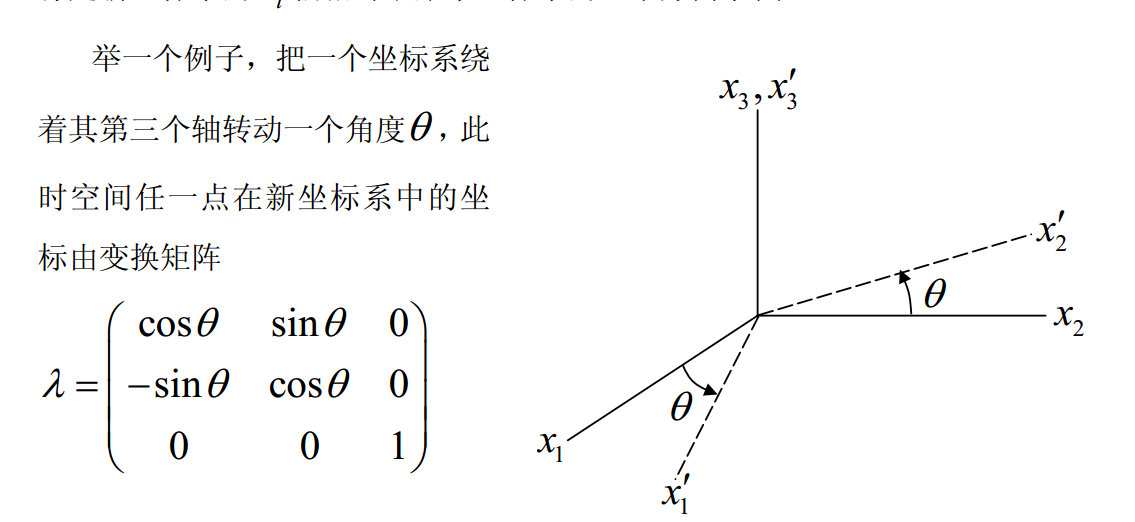 举一个例子，把一个坐标系绕
着其第三个轴转动一个角度θ，此
时空间任一点在新坐标系中的坐
标由变换矩阵
λ = ( cosθ sinθ 0
−sinθ cosθ 0
0 0 1 )
x₃, x₃′
x₂′
θ
x₂
θ
x₁
x₁′